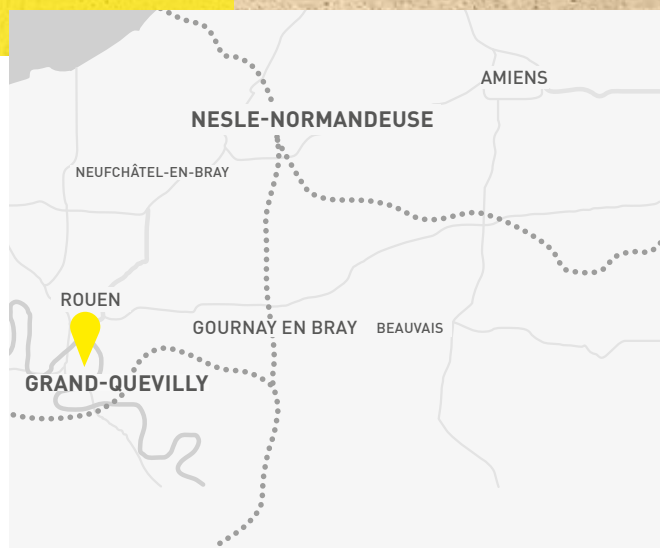 AMIENS
NESLE-NORMANDEUSE
NEUFCHÂTEL-EN-BRAY
ROUEN
GOURNAY EN BRAY
BEAUVAIS
GRAND-QUEVILLY